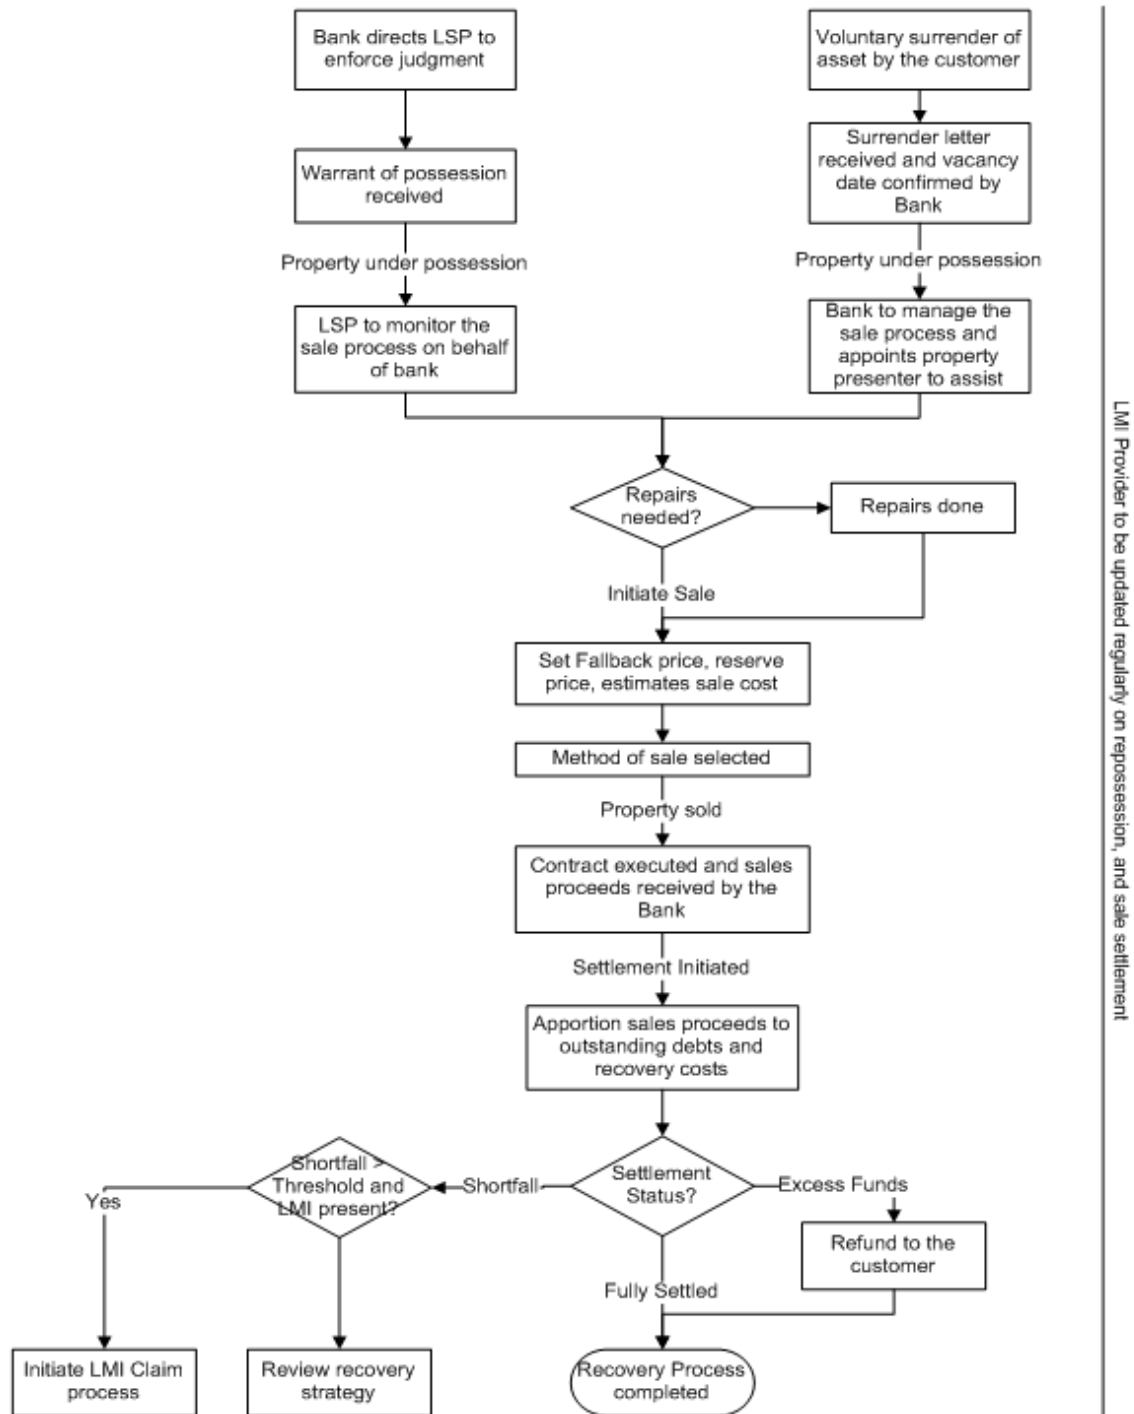 Bank directs LSP to
enforce judgment
Voluntary surrender of
asset by the customer
Warrant of possession
received
Surrender letter
received and vacancy
date confirmed by
Bank
Property under possession
Property under possession
LSP to monitor the
sale process on behalf
of bank
Bank to manage the
sale process and
appoints property
presenter to assist
Repairs
needed?
Repairs done
Initiate Sale
Set Fallback price, reserve
price, estimates sale cost
Method of sale selected
Property sold
Contract executed and sales
proceeds received by the
Bank
Settlement Initiated
Apportion sales proceeds to
outstanding debts and
recovery costs
Settlement
Status?
Shortfall
Excess Funds
Shortfall >
Threshold and
LMI present?
Yes
Refund to the
customer
Fully Settled
Initiate LMI Claim
process
Review recovery
strategy
Recovery Process
completed
LMI Provider to be updated regularly on repossession, and sale settlement